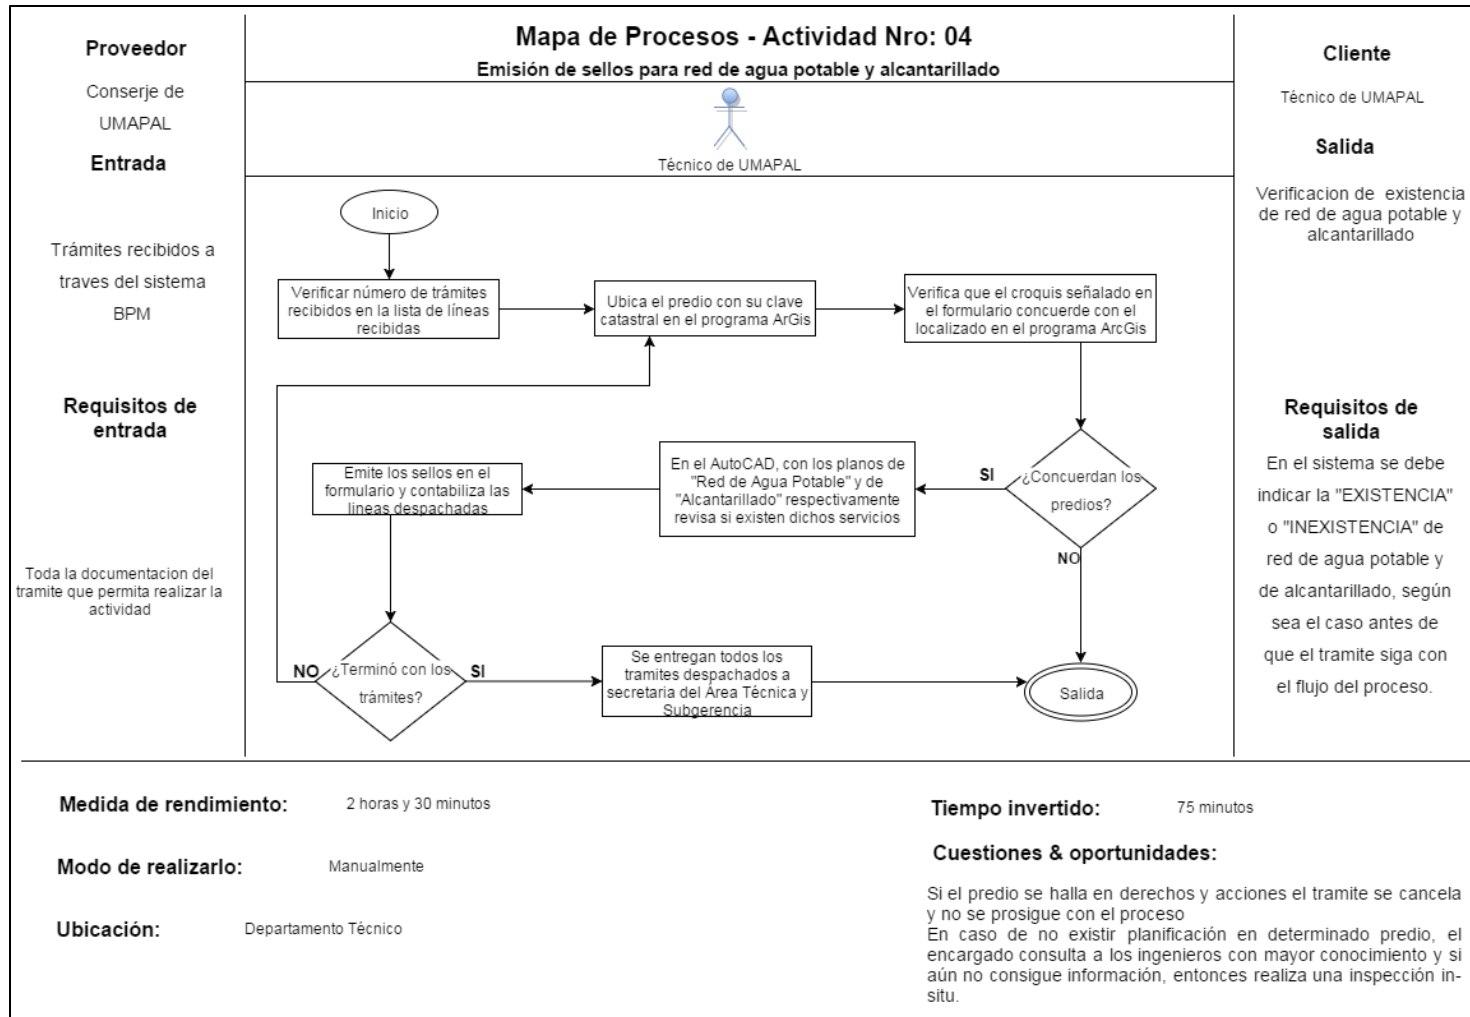 Mapa de Procesos - Actividad Nro: 04
Emisión de sellos para red de agua potable y alcantarillado
Técnico de UMAPAL
Proveedor
Conserje de
UMAPAL
Entrada
Trámites recibidos a
traves del sistema
BPM
Requisitos de
entrada
Toda la documentacion del
tramite que permita realizar la
actividad
Inicio
Verificar número de trámites
recibidos en la lista de líneas
recibidas
Ubica el predio con su clave
catastral en el programa ArGis
Verifica que el croquis señalado en
el formulario concuerde con el
localizado en el programa ArcGis
¿Concuerdan los
predios?
SI
NO
En el AutoCAD, con los planos de
"Red de Agua Potable" y de
"Alcantarillado" respectivamente
revisa si existen dichos servicios
Emite los sellos en el
formulario y contabiliza las
lineas despachadas
¿Terminó con los
trámites?
NO
SI
Se entregan todos los
tramites despachados a
secretaria del Área Técnica y
Subgerencia
Salida
Cliente
Técnico de UMAPAL
Salida
Verificacion de existencia
de red de agua potable y
alcantarillado
Requisitos de
salida
En el sistema se debe
indicar la "EXISTENCIA"
o "INEXISTENCIA" de
red de agua potable y
de alcantarillado, según
sea el caso antes de
que el tramite siga con
el flujo del proceso.
Medida de rendimiento: 2 horas y 30 minutos
Modo de realizarlo: Manualmente
Ubicación: Departamento Técnico
Tiempo invertido: 75 minutos
Cuestiones & oportunidades:
Si el predio se halla en derechos y acciones el tramite se cancela
y no se prosigue con el proceso
En caso de no existir planificación en determinado predio, el
encargado consulta a los ingenieros con mayor conocimiento y si
aún no consigue información, entonces realiza una inspección in-
situ.